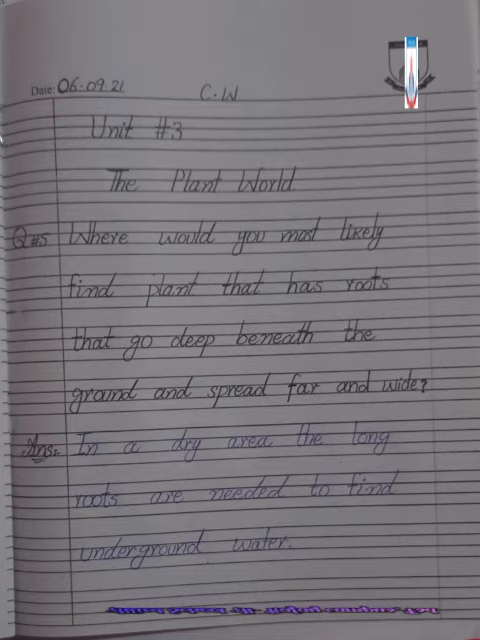 Date: 06.09.21
C.W
Unit #3
The Plant World
Q#5 Where would you most likely
find plant that has roots
that go deep beneath the
ground and spread far and wide?
Ans:- In a dry area the long
roots are needed to find
underground water.